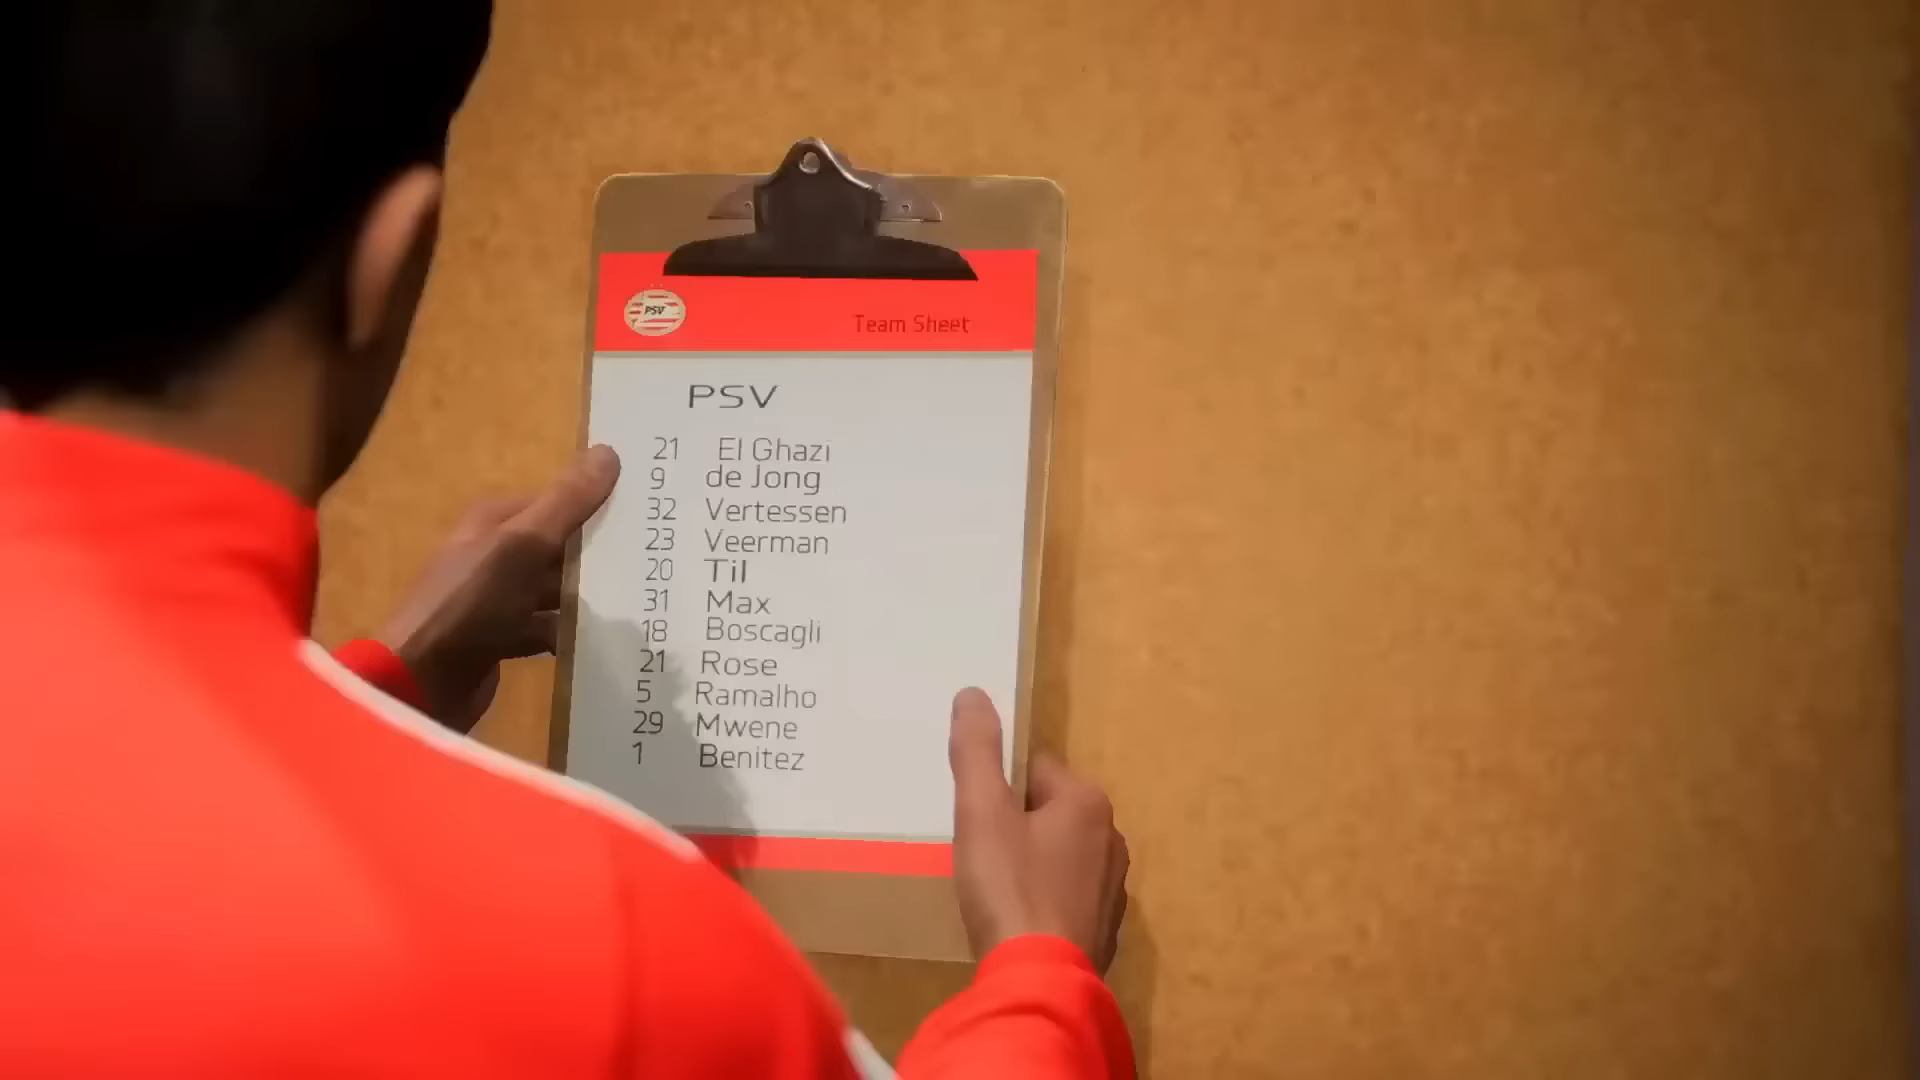 PSV
Team Sheet
PSV
21 El Ghazi
9 de Jong
32 Vertessen
23 Veerman
20 Til
31 Max
18 Boscagli
21 Rose
5 Ramalho
29 Mwene
1 Benitez